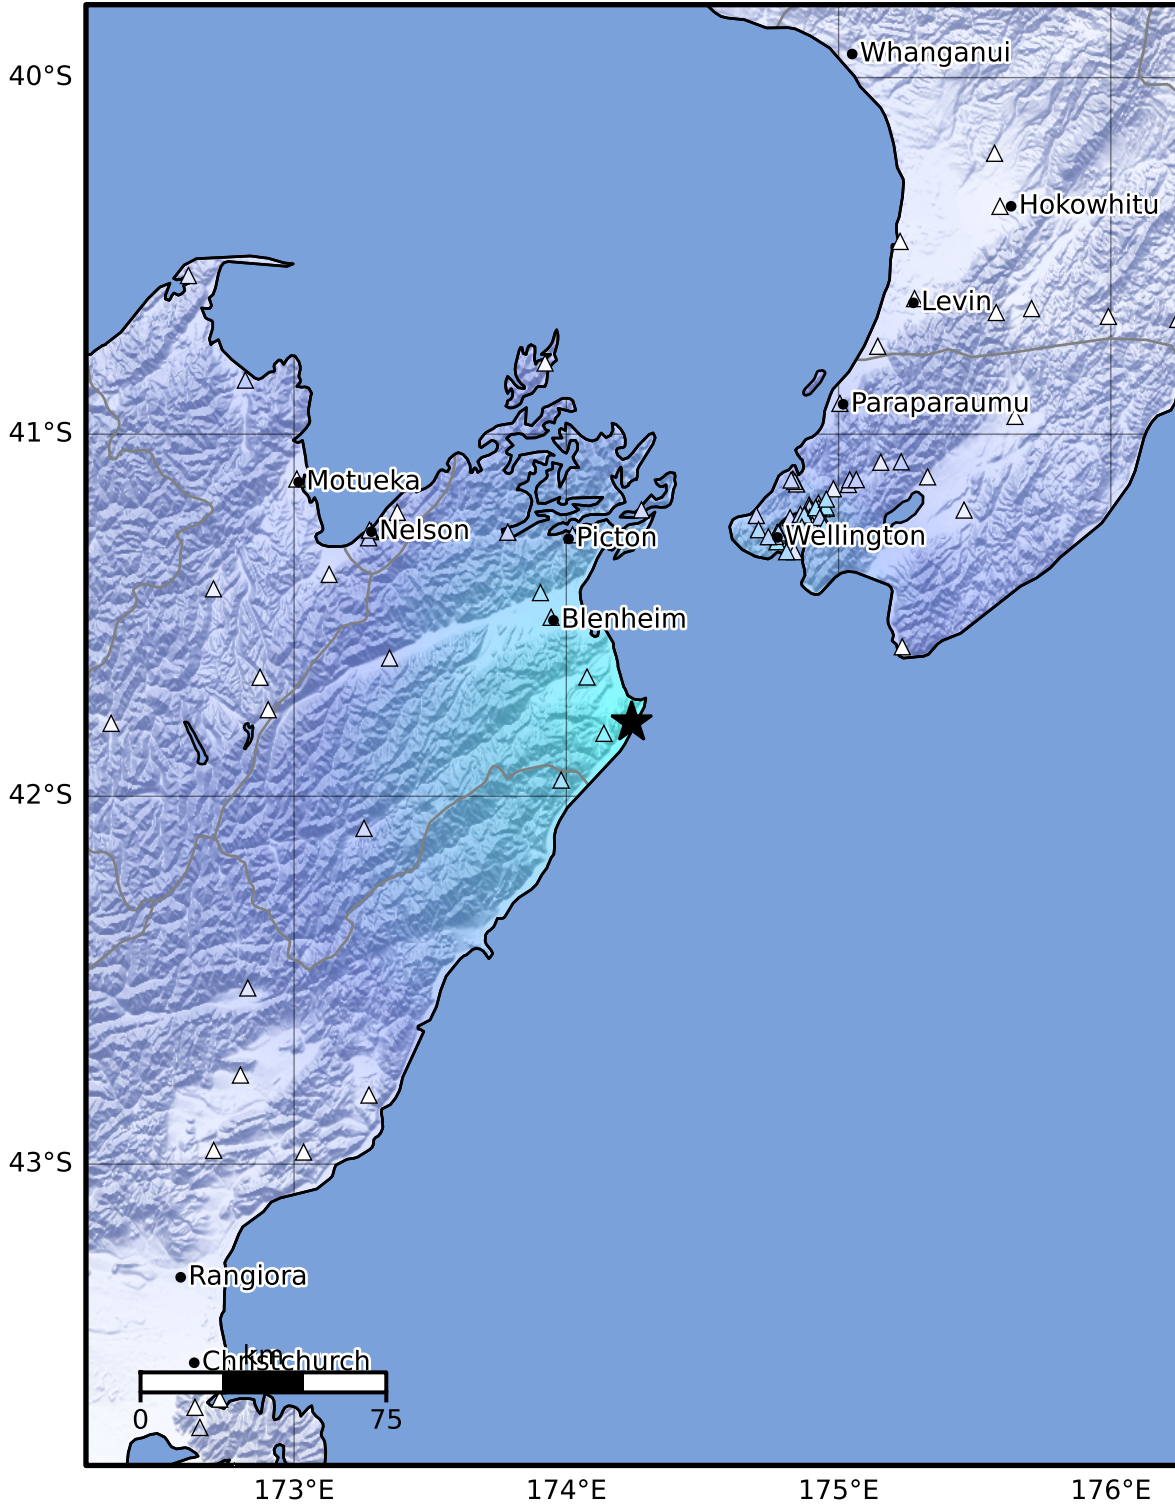 Whanganui
40°S
Hokowhitu
Levin
Paraparaumu
41°S
Motueka
Nelson
Picton
Wellington
Blenheim
42°S
43°S
Rangiora
km
Christchurch
0 75
173°E 174°E 175°E 176°E